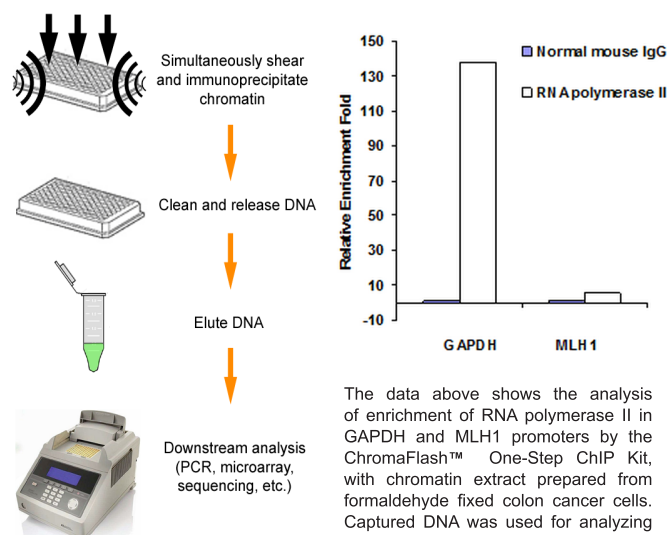 Simultaneously shear
and immunoprecipitate
chromatin
Clean and release DNA
Elute DNA
Downstream analysis
(PCR, microarray,
sequencing, etc.)
Relative Enrichment Fold
150
130
110
90
70
50
30
10
-10
Normal mouse IgG
RNA polymerase II
GAPDH
MLH1
The data above shows the analysis
of enrichment of RNA polymerase II in
GAPDH and MLH1 promoters by the
ChromaFlash™ One-Step ChIP Kit,
with chromatin extract prepared from
formaldehyde fixed colon cancer cells.
Captured DNA was used for analyzing